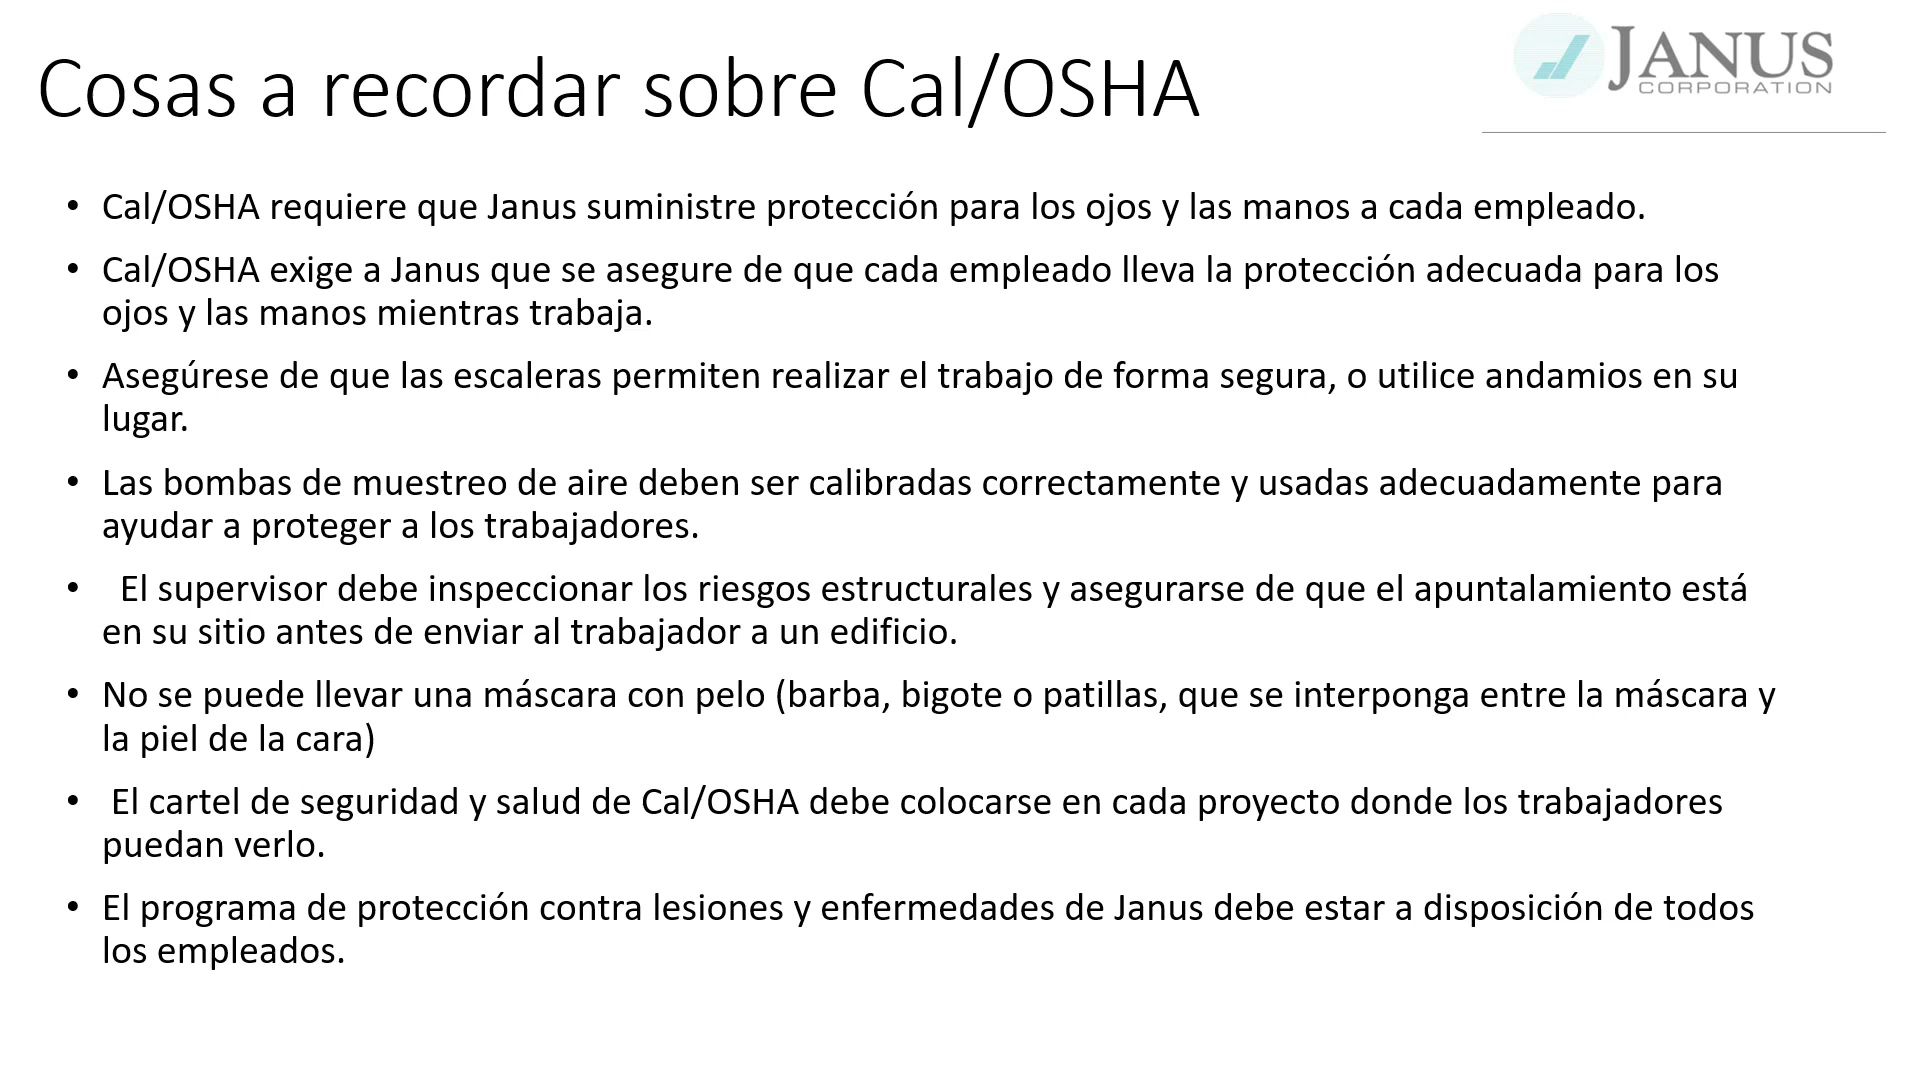 Cosas a recordar sobre Cal/OSHA
JANUS
CORPORATION
• Cal/OSHA requiere que Janus suministre protección para los ojos y las manos a cada empleado.
• Cal/OSHA exige a Janus que se asegure de que cada empleado lleva la protección adecuada para los
ojos y las manos mientras trabaja.
• Asegúrese de que las escaleras permiten realizar el trabajo de forma segura, o utilice andamios en su
lugar.
• Las bombas de muestreo de aire deben ser calibradas correctamente y usadas adecuadamente para
ayudar a proteger a los trabajadores.
• El supervisor debe inspeccionar los riesgos estructurales y asegurarse de que el apuntalamiento está
en su sitio antes de enviar al trabajador a un edificio.
• No se puede llevar una máscara con pelo (barba, bigote o patillas, que se interponga entre la máscara y
la piel de la cara)
• El cartel de seguridad y salud de Cal/OSHA debe colocarse en cada proyecto donde los trabajadores
puedan verlo.
• El programa de protección contra lesiones y enfermedades de Janus debe estar a disposición de todos
los empleados.